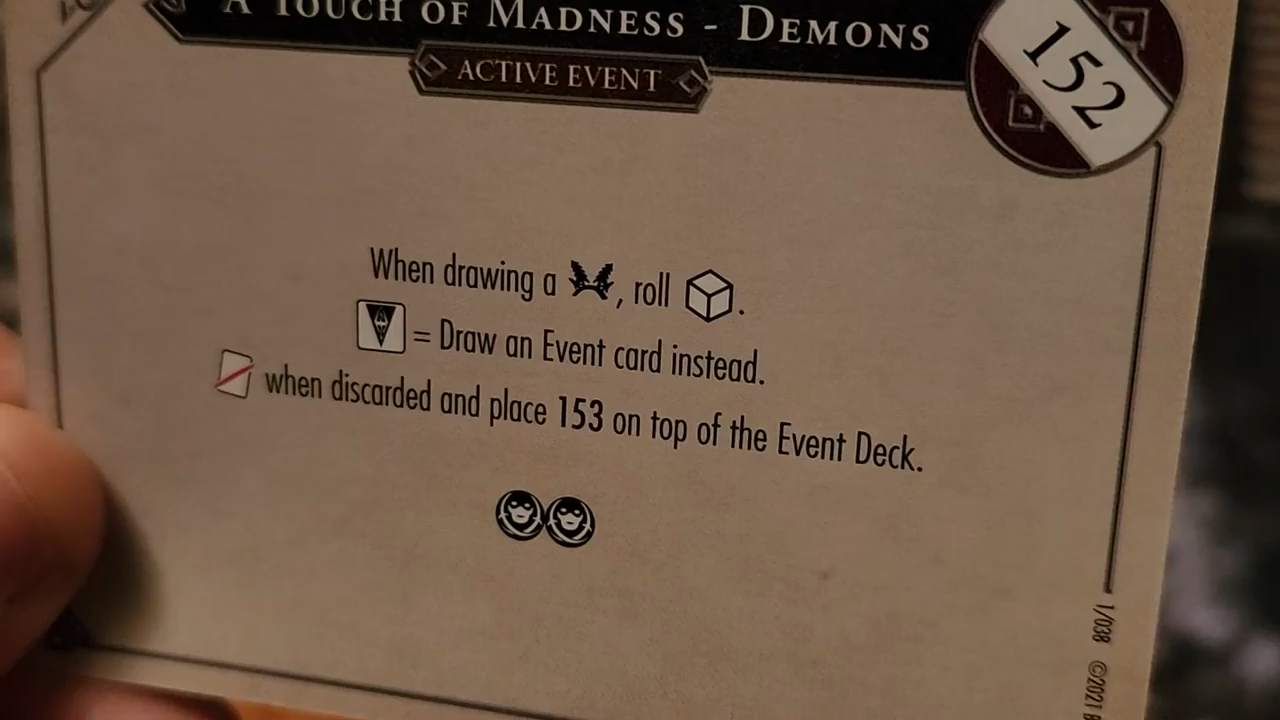 A TOUCH OF MADNESS - DEMONS
152
ACTIVE EVENT
When drawing a , roll .
= Draw an Event card instead.
when discarded and place 153 on top of the Event Deck.
1/038 ©2021